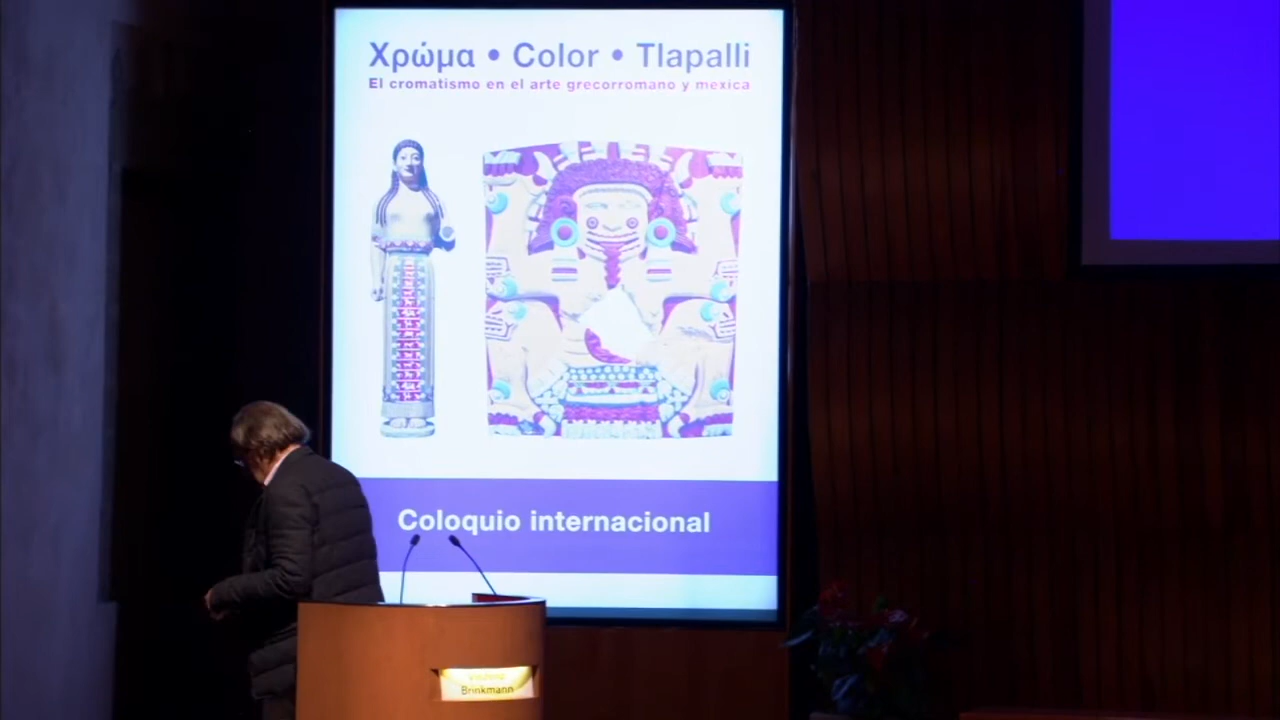 Χρώμα • Color • Tlapalli
El cromatismo en el arte grecorromano y mexica
Coloquio internacional
Brinkmann